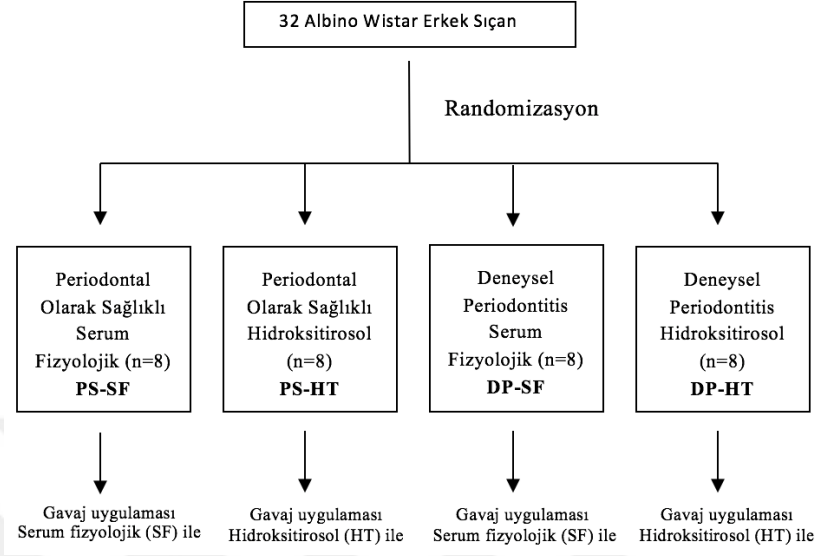 32 Albino Wistar Erkek Sıçan
Randomizasyon
Periodontal
Olarak Sağlıklı
Serum
Fizyolojik (n=8)
PS-SF
Periodontal
Olarak Sağlıklı
Hidroksitirosol
(n=8)
PS-HT
Deneysel
Periodontitis
Serum
Fizyolojik (n=8)
DP-SF
Deneysel
Periodontitis
Hidroksitirosol
(n=8)
DP-HT
Gavaj uygulaması
Serum fizyolojik (SF) ile
Gavaj uygulaması
Hidroksitirosol (HT) ile
Gavaj uygulaması
Serum fizyolojik (SF) ile
Gavaj uygulaması
Hidroksitirosol (HT) ile